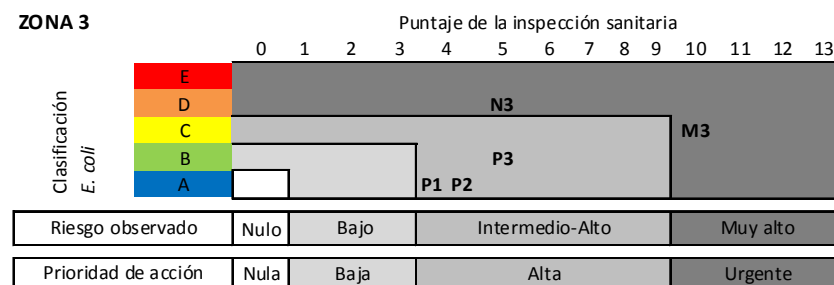 ZONA 3
Puntaje de la inspección sanitaria
0 1 2 3 4 5 6 7 8 9 10 11 12 13
Clasificación
E. coli
E
D N3
C M3
B P3
A P1 P2
Riesgo observado Nulo Bajo Intermedio-Alto Muy alto
Prioridad de acción Nula Baja Alta Urgente